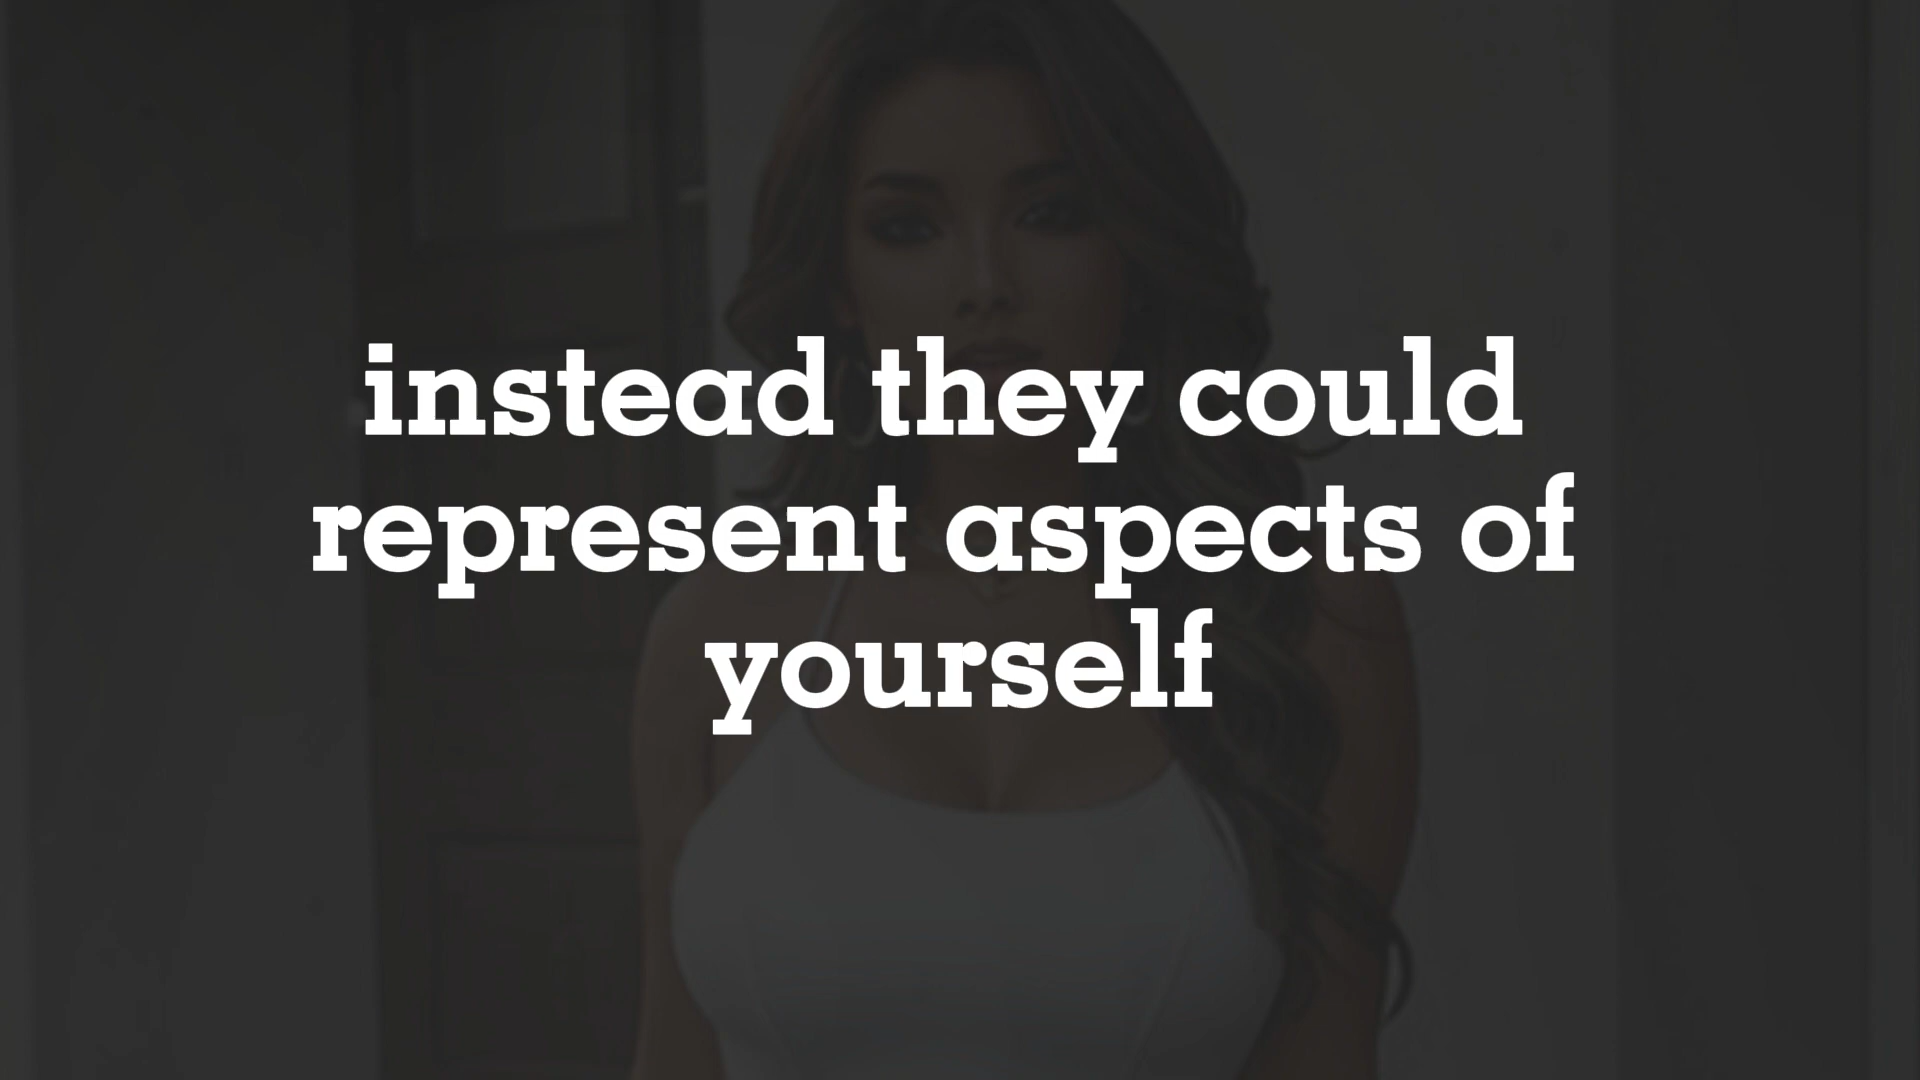 instead they could
represent aspects of
yourself